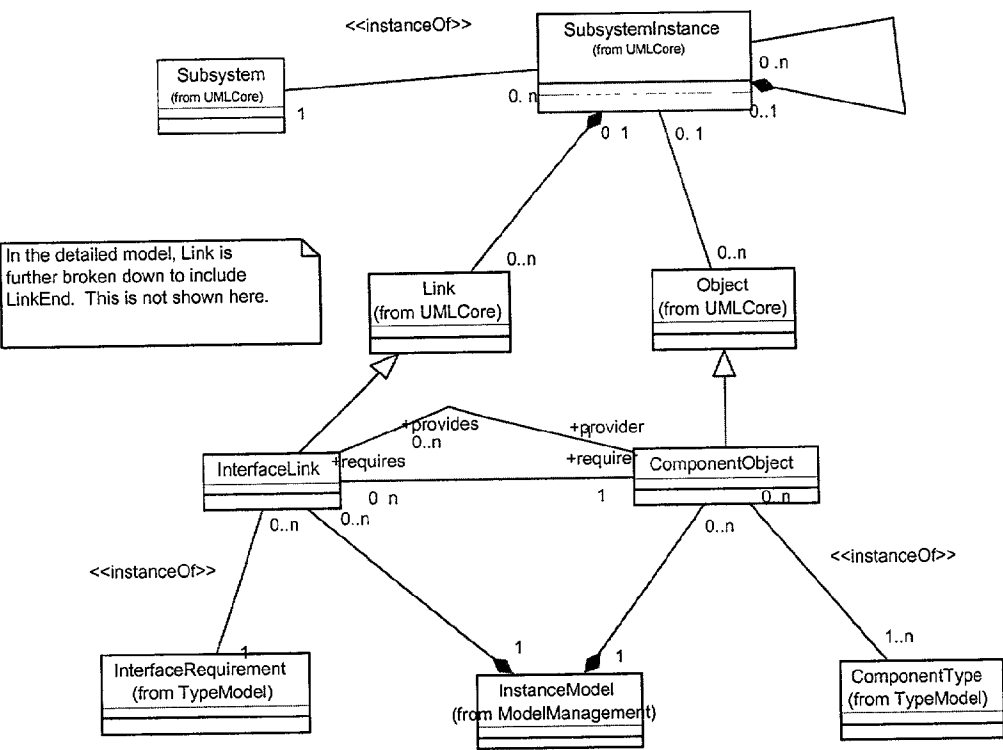 <<instanceOf>>
SubsystemInstance
(from UMLCore)
Subsystem
(from UMLCore)
0 .n
0. n
1
0..1
0 1
0. 1
In the detailed model, Link is
further broken down to include
LinkEnd. This is not shown here.
0..n
0..n
Link
(from UMLCore)
Object
(from UMLCore)
+provides
0..n
+provider
1
InterfaceLink
+requires
+requirer
ComponentObject
0 n
1
0..n
0..n
0..n
0..n
<<instanceOf>>
<<instanceOf>>
1
1
1
1..n
InterfaceRequirement
(from TypeModel)
InstanceModel
(from ModelManagement)
ComponentType
(from TypeModel)